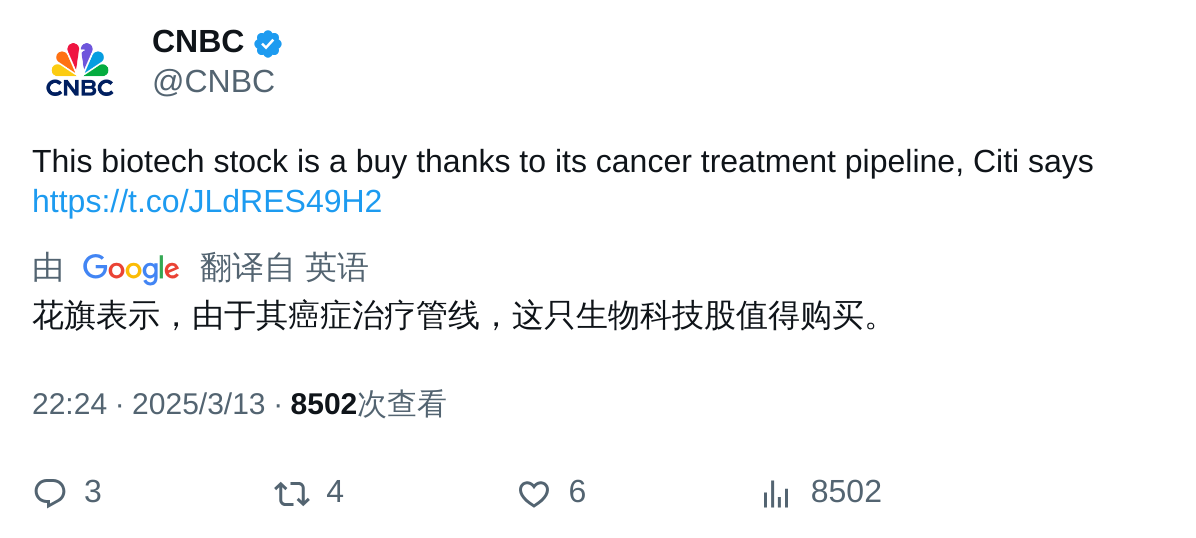 CNBC
CNBC
@CNBC
This biotech stock is a buy thanks to its cancer treatment pipeline, Citi says
https://t.co/JLdRES49H2
由 Google 翻译自 英语
花旗表示，由于其癌症治疗管线，这只生物科技股值得购买。
22:24 · 2025/3/13 · 8502次查看
3 4 6 8502